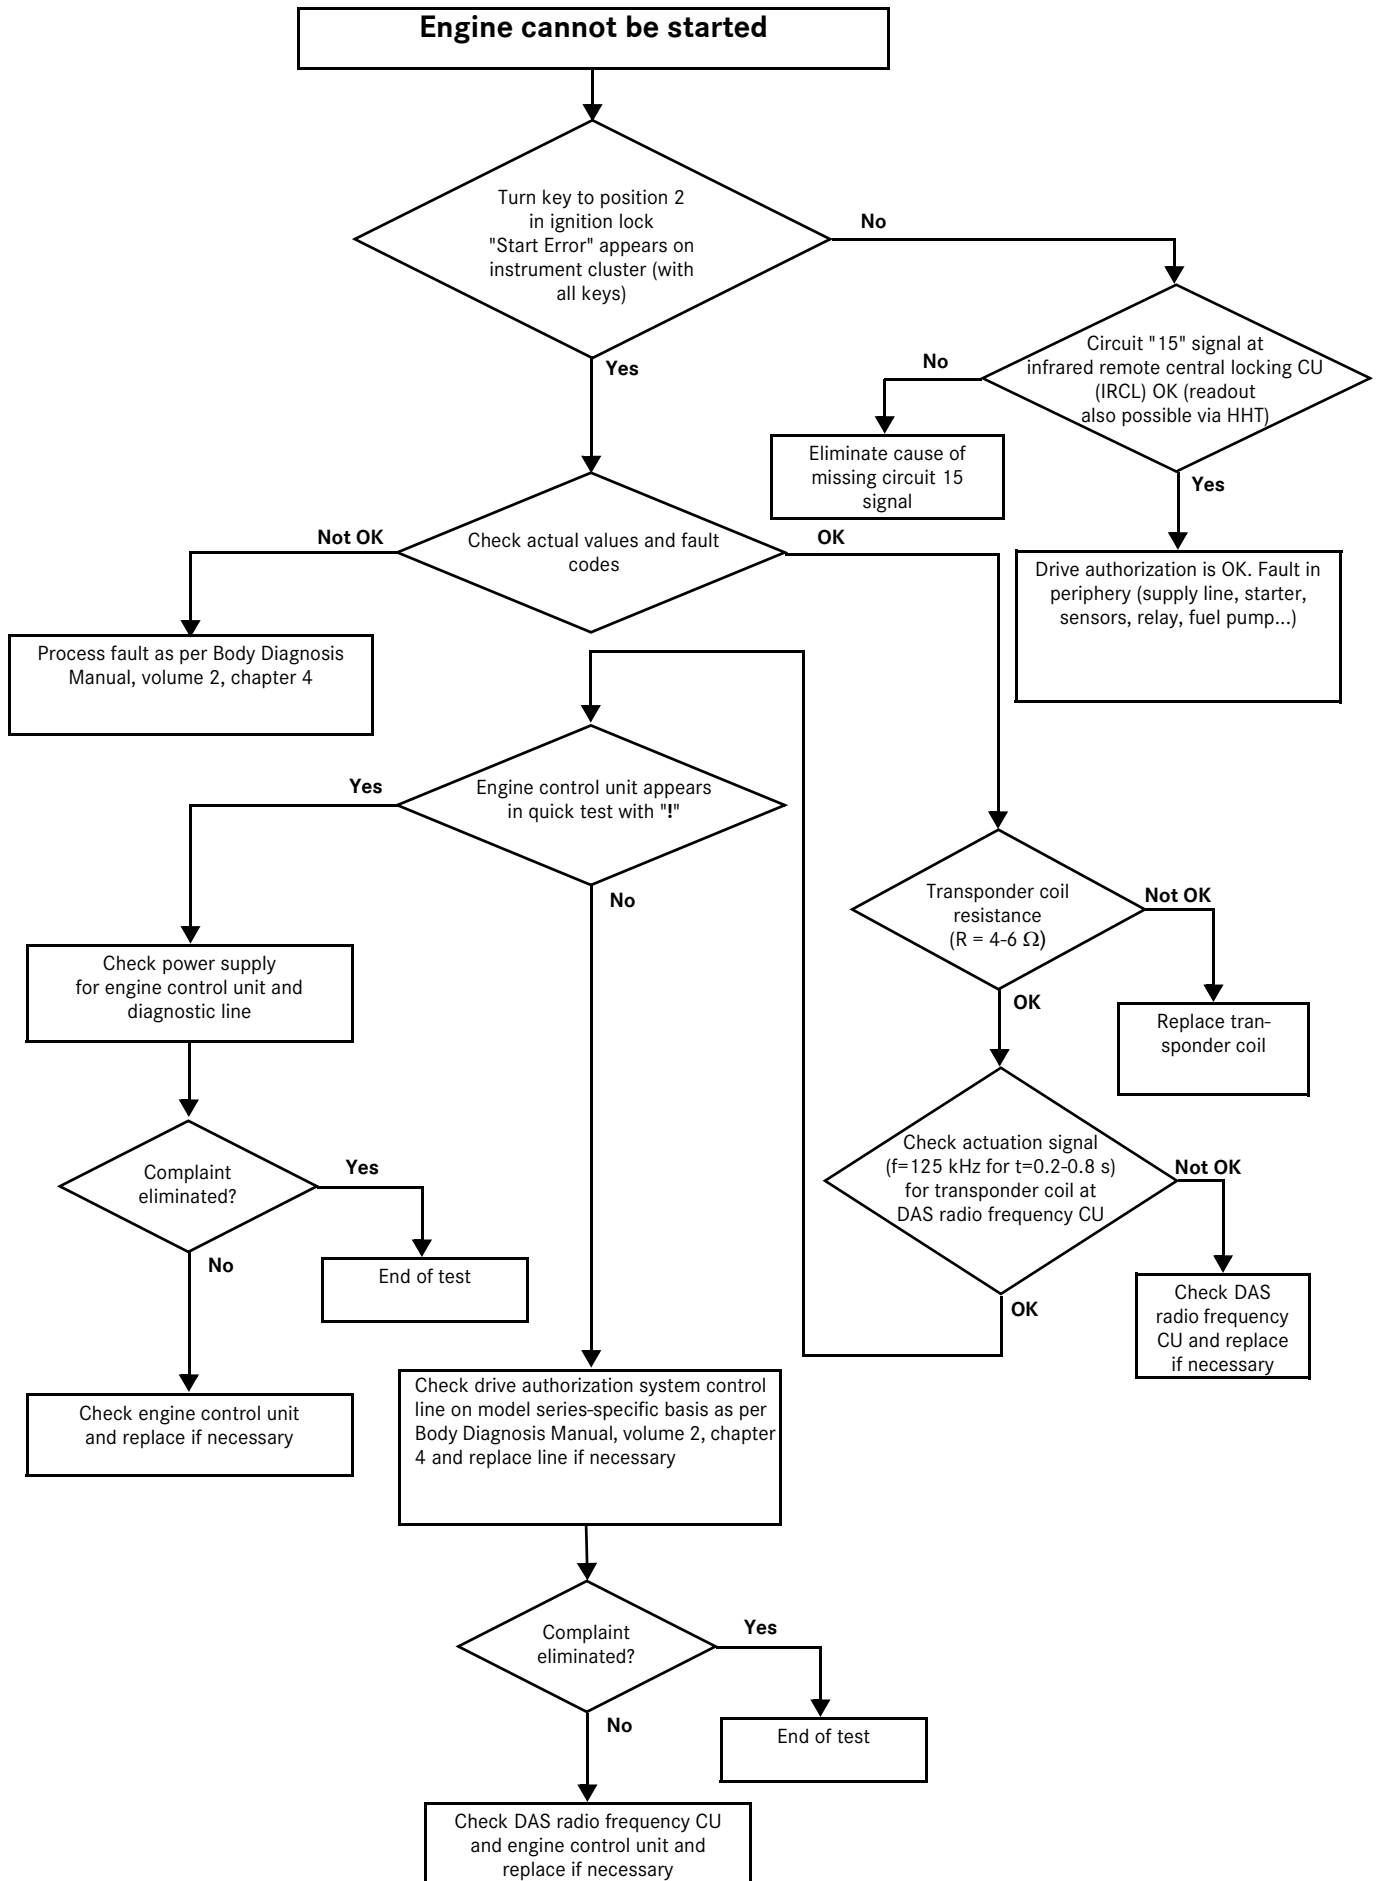 Engine cannot be started
Turn key to position 2
in ignition lock
"Start Error" appears on
instrument cluster (with
all keys)
No
Yes
Circuit "15" signal at
infrared remote central locking CU
(IRCL) OK (readout
also possible via HHT)
No
Eliminate cause of
missing circuit 15
signal
Yes
Drive authorization is OK. Fault in
periphery (supply line, starter,
sensors, relay, fuel pump...)
Check actual values and fault
codes
Not OK
OK
Process fault as per Body Diagnosis
Manual, volume 2, chapter 4
Engine control unit appears
in quick test with "!"
Yes
No
Transponder coil
resistance
(R = 4-6 Ω)
Not OK
OK
Replace tran-
sponder coil
Check power supply
for engine control unit and
diagnostic line
Check actuation signal
(f=125 kHz for t=0.2-0.8 s)
for transponder coil at
DAS radio frequency CU
Not OK
OK
Check DAS
radio frequency
CU and replace
if necessary
Complaint
eliminated?
Yes
No
End of test
Check engine control unit
and replace if necessary
Check drive authorization system control
line on model series-specific basis as per
Body Diagnosis Manual, volume 2, chapter
4 and replace line if necessary
Complaint
eliminated?
Yes
No
End of test
Check DAS radio frequency CU
and engine control unit and
replace if necessary